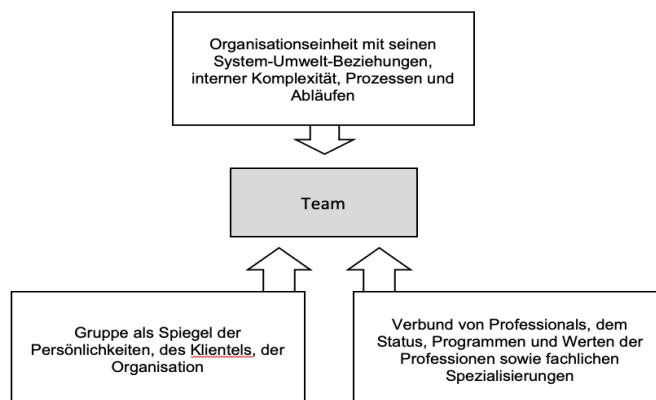 Organisationseinheit mit seinen
System-Umwelt-Beziehungen,
interner Komplexität, Prozessen und
Abläufen
Team
Gruppe als Spiegel der
Persönlichkeiten, des Klientels, der
Organisation
Verbund von Professionals, dem
Status, Programmen und Werten der
Professionen sowie fachlichen
Spezialisierungen